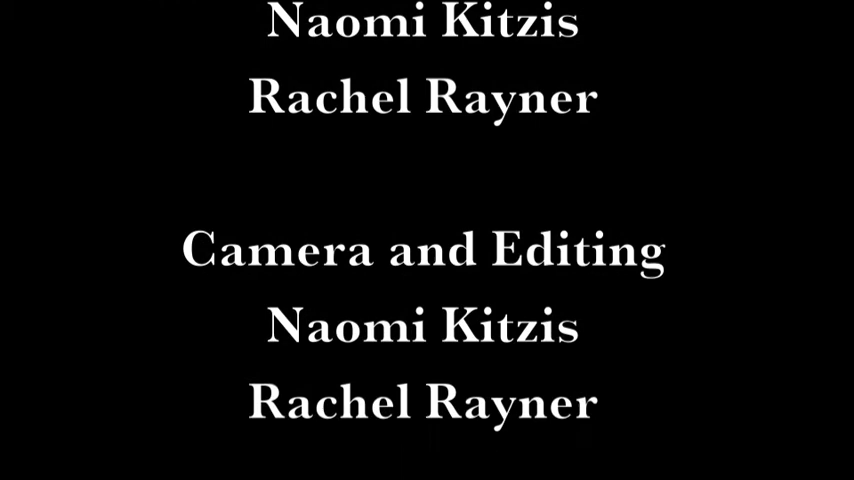 Naomi Kitzis
Rachel Rayner
Camera and Editing
Naomi Kitzis
Rachel Rayner